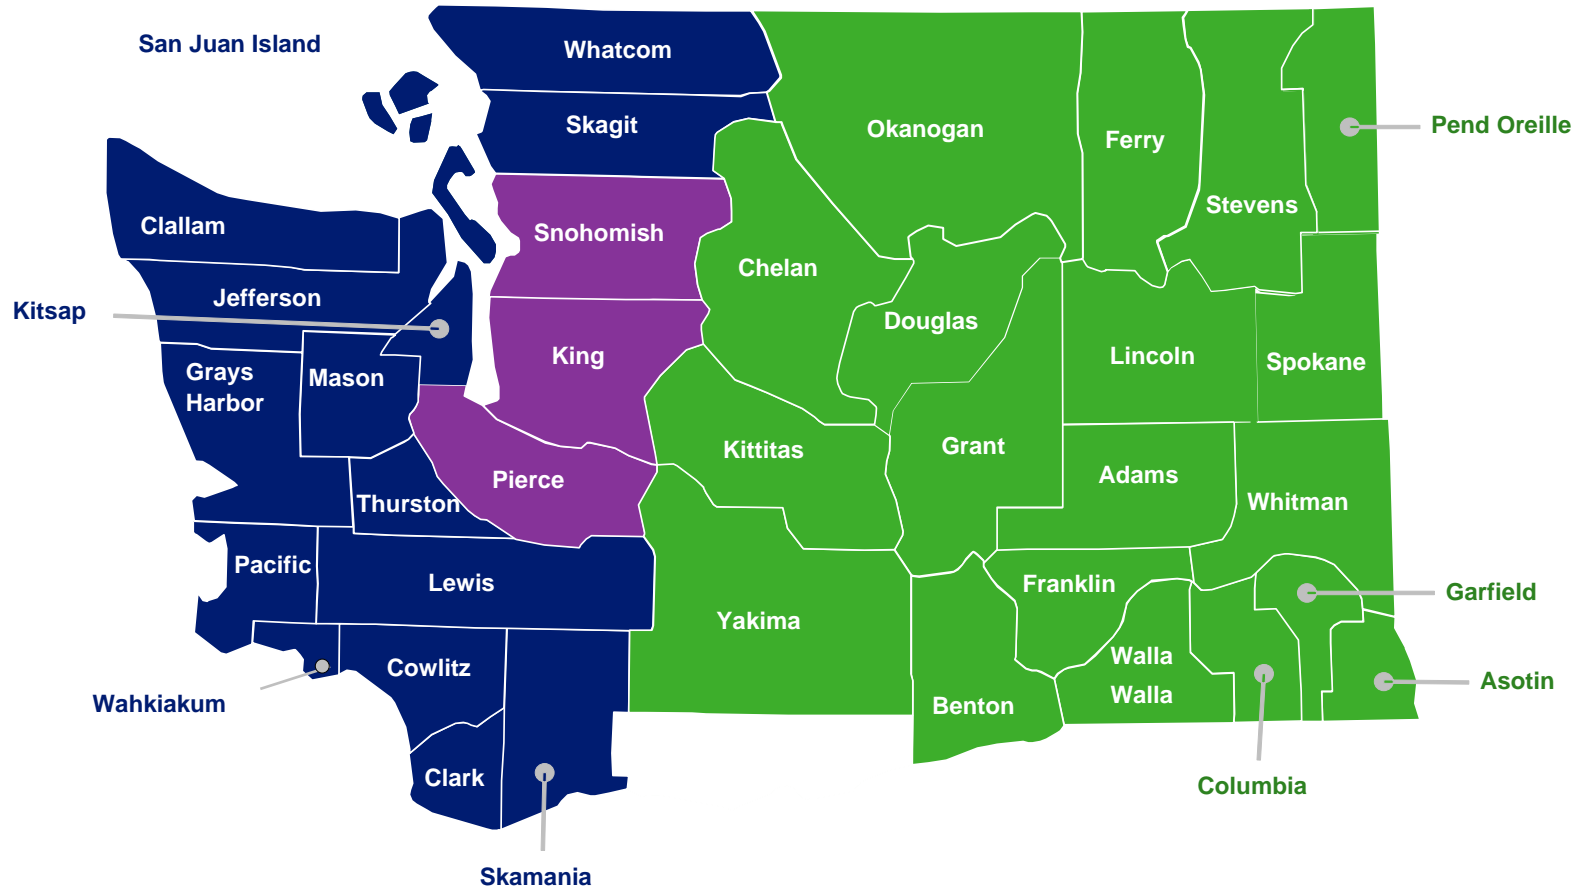 San Juan Island
Whatcom
Skagit
Okanogan
Ferry
Pend Oreille
Stevens
Clallam
Snohomish
Chelan
Jefferson
Kitsap
Douglas
King
Lincoln
Spokane
Grays
Harbor
Mason
Kittitas
Grant
Adams
Pierce
Thurston
Whitman
Pacific
Lewis
Franklin
Garfield
Yakima
Walla
Walla
Cowlitz
Asotin
Wahkiakum
Benton
Clark
Columbia
Skamania